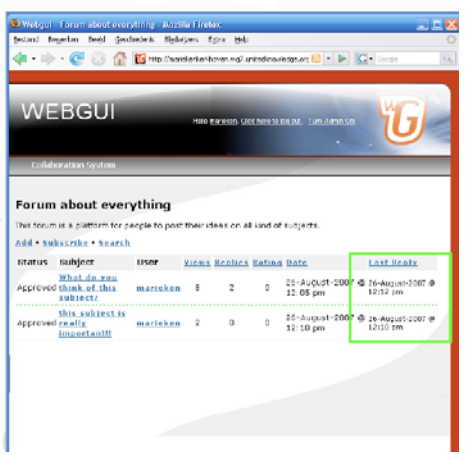 Webgui - Forum about everything - Mozilla Firefox
Bestand Bewerken Beeld Geschiedenis Bladwijzers Extra Help
WEBGUI
Hello marieken. Click here to log out. Turn Admin On
Collaboration System
Forum about everything
This forum is a platform for people to post their ideas on all kind of subjects.
Add • Subscribe • Search
Status Subject User Views Replies Rating Date Last Reply
Approved What do you think of this subject? marieken 8 2 0 26-August-2007 @ 12:05 pm 26-August-2007 @ 12:12 pm
Approved this subject is really important!! marieken 2 0 0 26-August-2007 @ 12:10 pm 26-August-2007 @ 12:10 pm